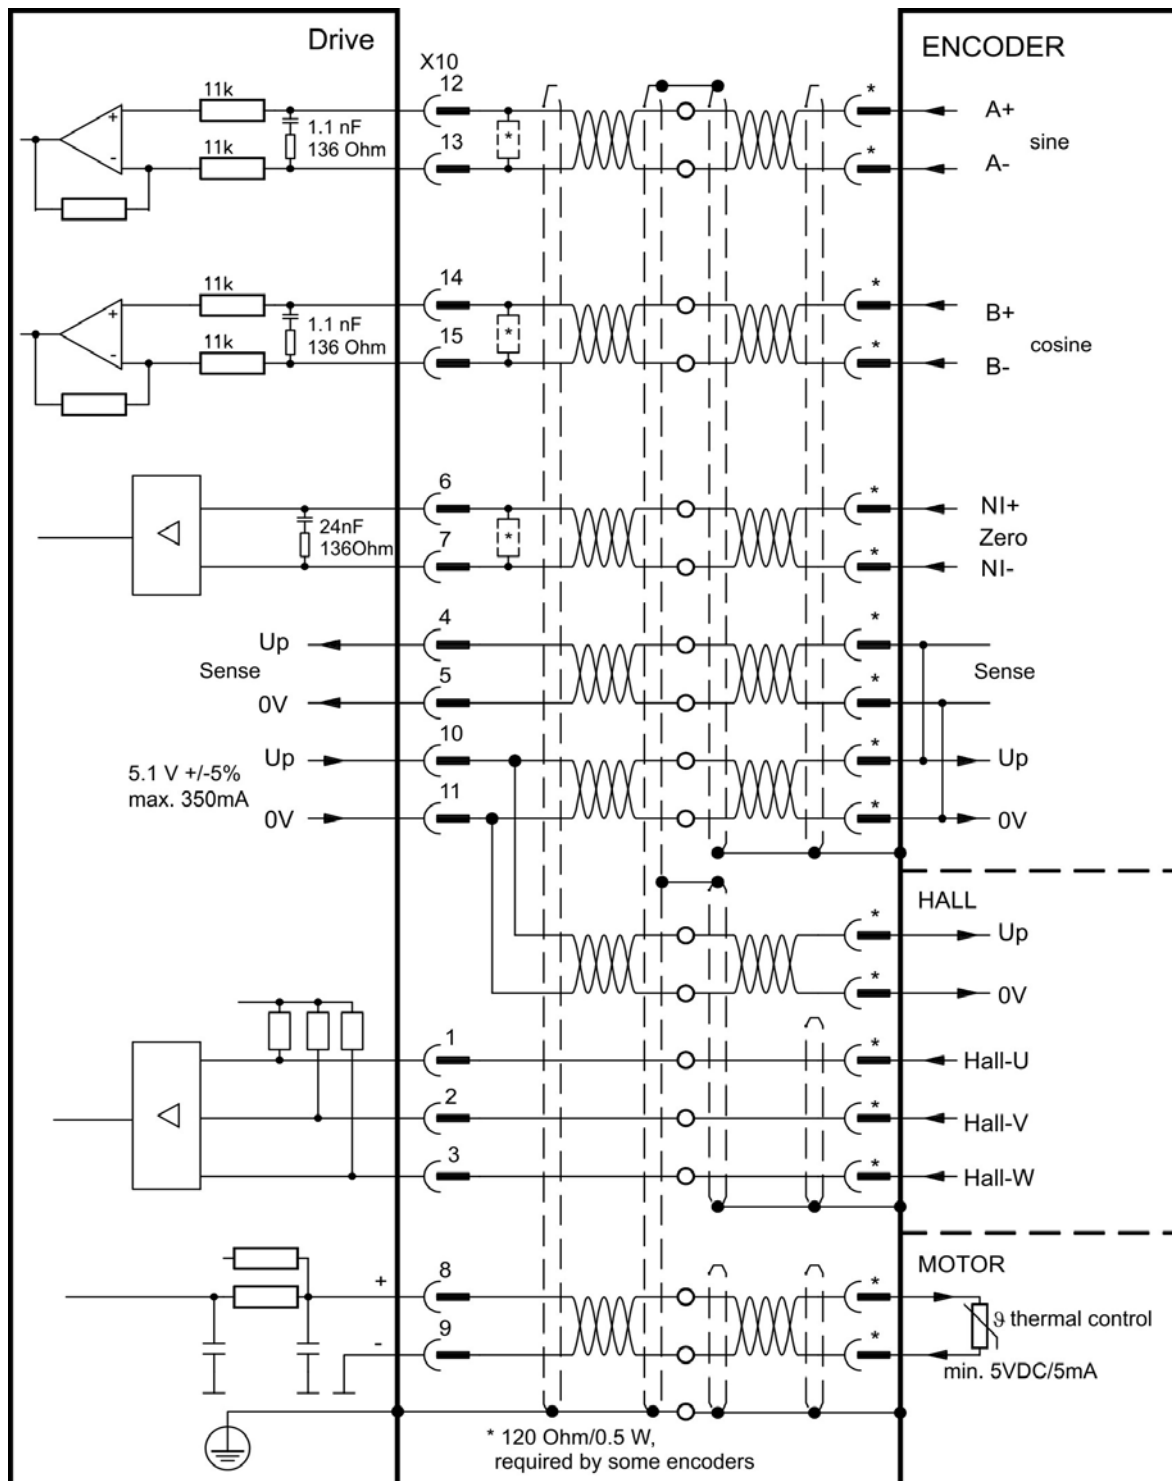 Drive
ENCODER
X10
11k
12
*
A+
+
1.1 nF
*
sine
136 Ohm
-
11k
13
*
A-
11k
14
*
B+
+
1.1 nF
*
cosine
136 Ohm
-
11k
15
*
B-
6
*
NI+
24nF
*
Zero
136Ohm
7
*
NI-
Up
4
*
Sense
Sense
0V
5
*
5.1 V +/-5%
max. 350mA
Up
10
*
Up
0V
11
*
0V
HALL
*
Up
*
0V
1
*
Hall-U
2
*
Hall-V
3
*
Hall-W
MOTOR
+
8
*
ϑ thermal control
-
9
*
min. 5VDC/5mA
* 120 Ohm/0.5 W,
required by some encoders